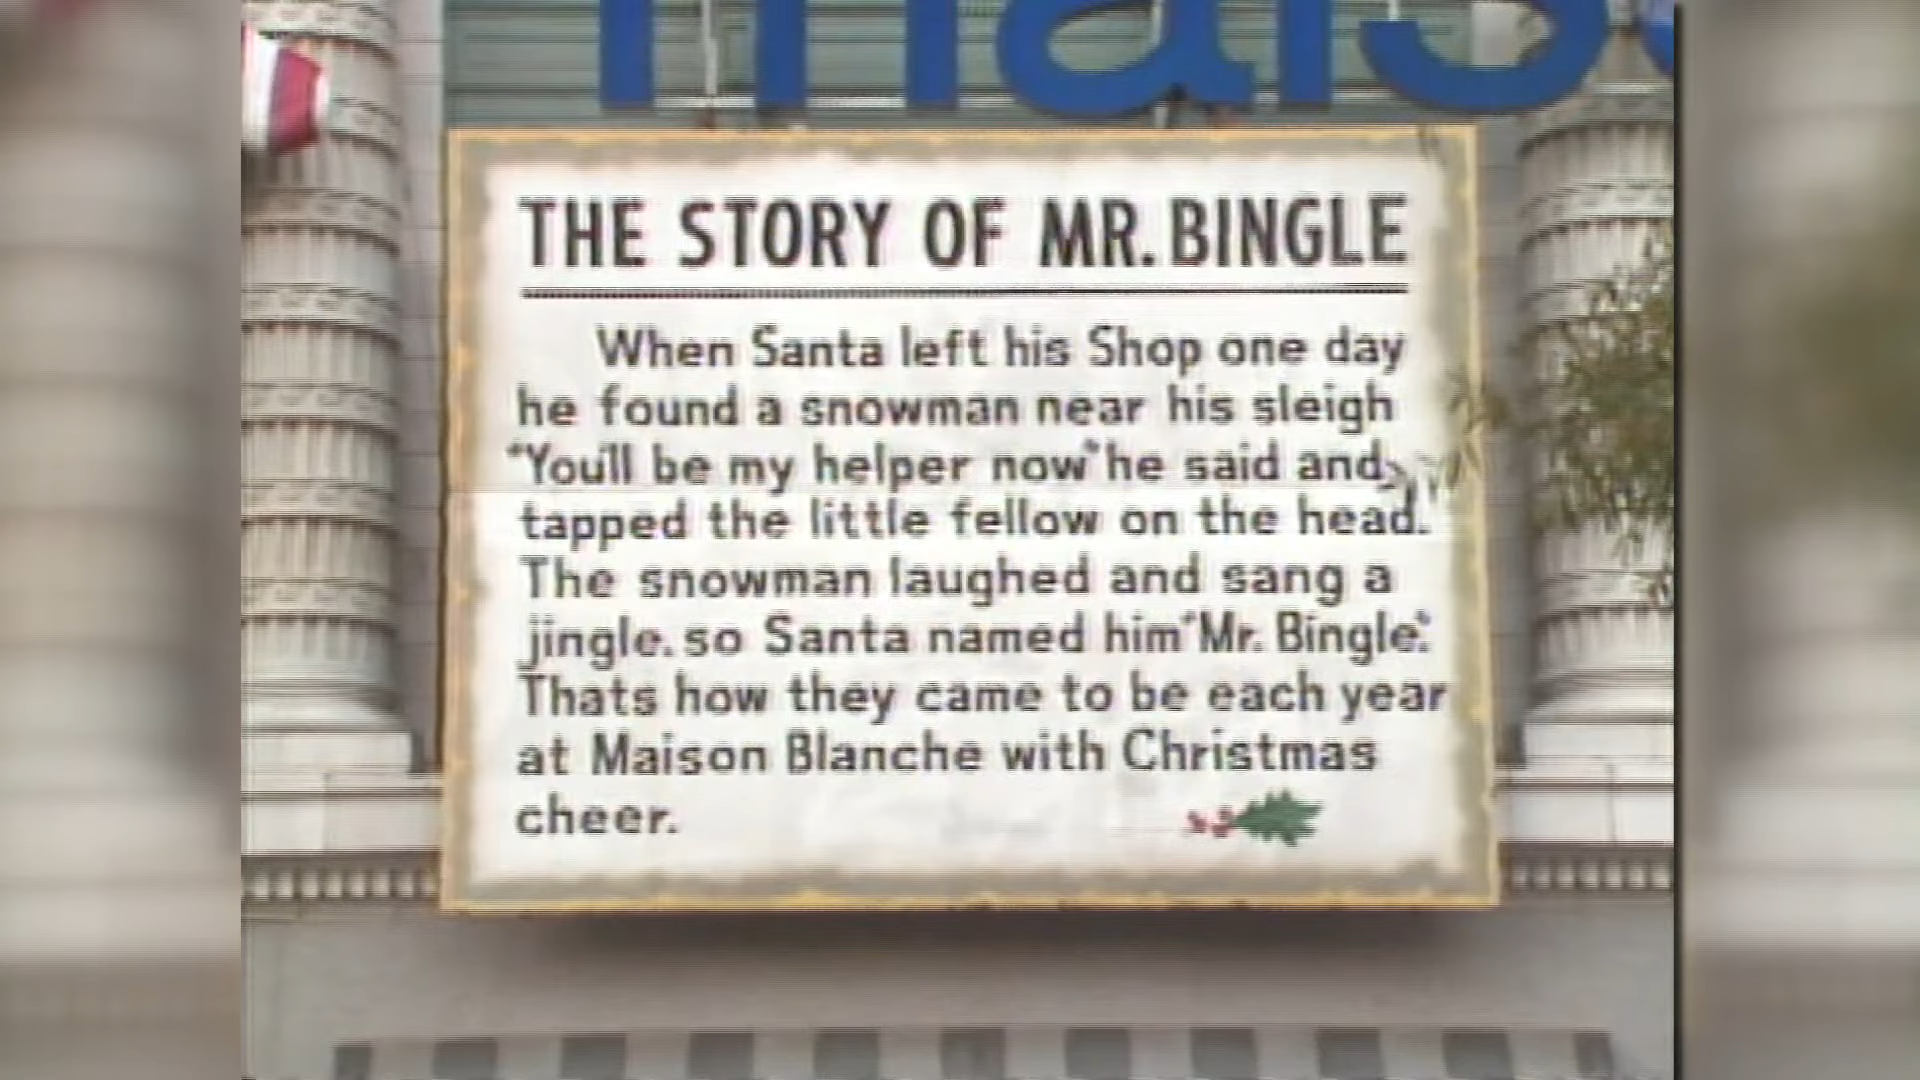 mais
THE STORY OF MR. BINGLE
When Santa left his Shop one day
he found a snowman near his sleigh
"You'll be my helper now" he said and
tapped the little fellow on the head.
The snowman laughed and sang a
jingle. so Santa named him "Mr. Bingle".
Thats how they came to be each year
at Maison Blanche with Christmas
cheer.